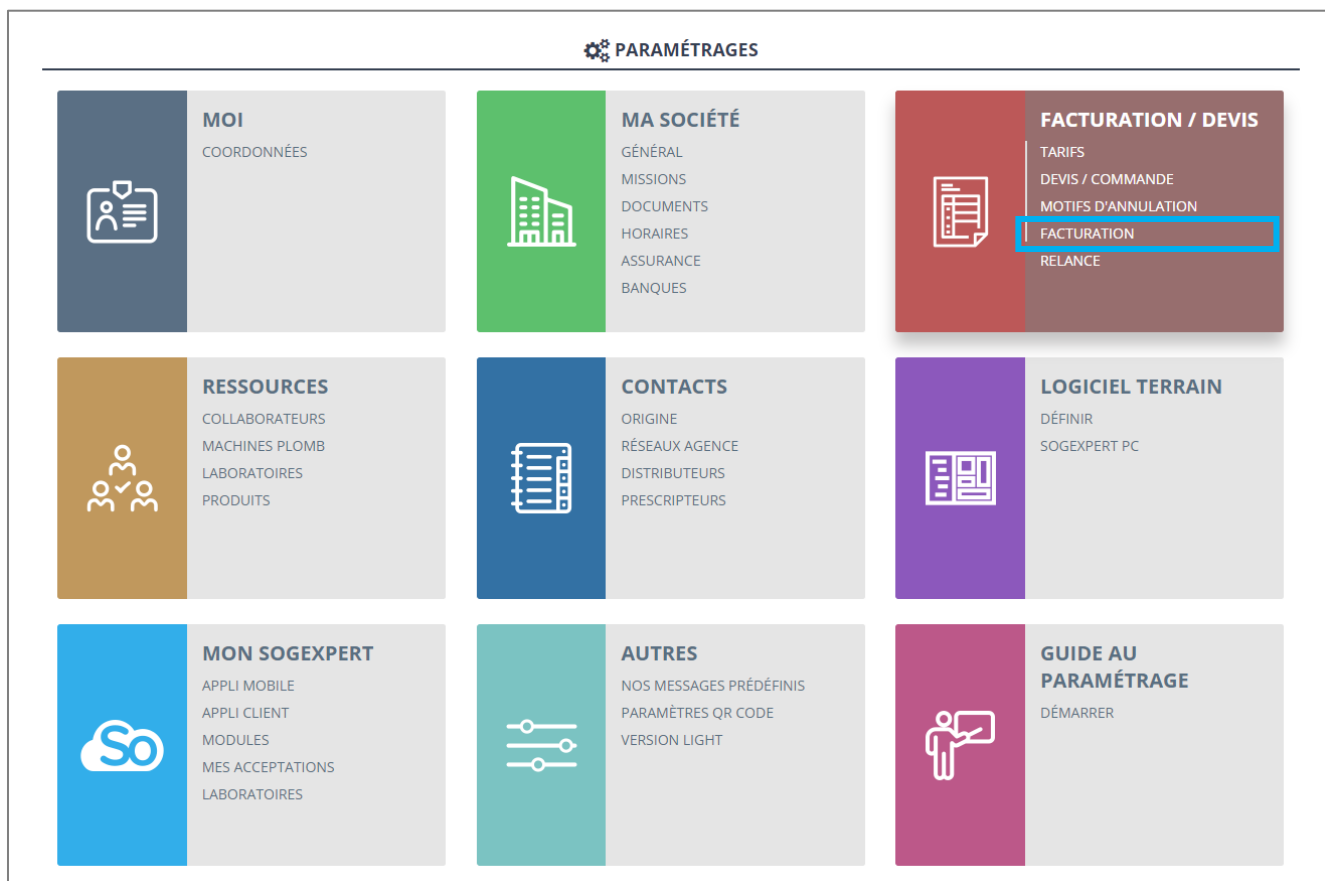 PARAMÉTRAGES
MOI
COORDONNÉES
MA SOCIÉTÉ
GÉNÉRAL
MISSIONS
DOCUMENTS
HORAIRES
ASSURANCE
BANQUES
FACTURATION / DEVIS
TARIFS
DEVIS / COMMANDE
MOTIFS D'ANNULATION
FACTURATION
RELANCE
RESSOURCES
COLLABORATEURS
MACHINES PLOMB
LABORATOIRES
PRODUITS
CONTACTS
ORIGINE
RÉSEAUX AGENCE
DISTRIBUTEURS
PRESCRIPTEURS
LOGICIEL TERRAIN
DÉFINIR
SOGEXPERT PC
So
MON SOGEXPERT
APPLI MOBILE
APPLI CLIENT
MODULES
MES ACCEPTATIONS
LABORATOIRES
AUTRES
NOS MESSAGES PRÉDÉFINIS
PARAMÈTRES QR CODE
VERSION LIGHT
GUIDE AU
PARAMÉTRAGE
DÉMARRER